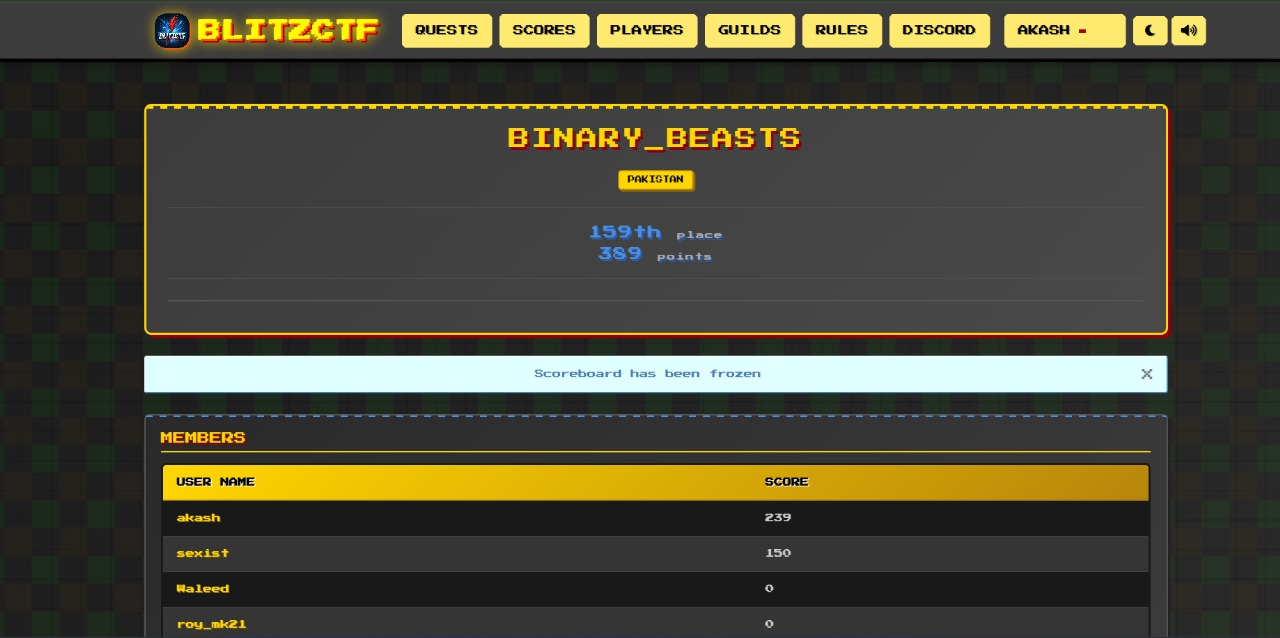 BLITZCTF QUESTS SCORES PLAYERS GUILDS RULES DISCORD AKASH
BINARY_BEASTS
PAKISTAN
159th place
389 points
Scoreboard has been frozen ×
MEMBERS
USER NAME SCORE
akash 239
sexist 150
Waleed 0
roy_mk21 0